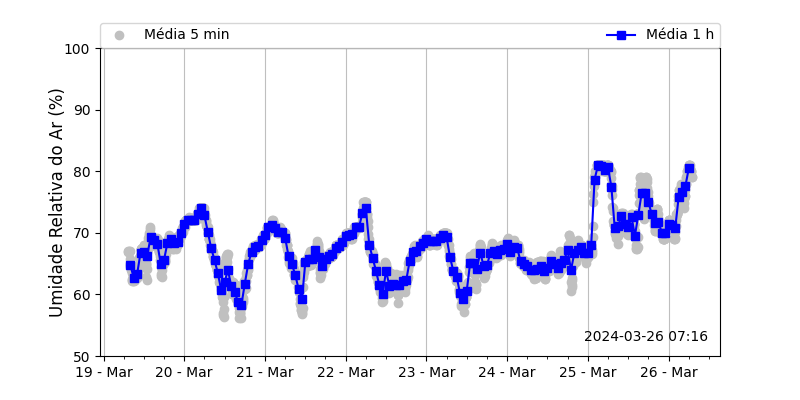 Média 5 min
Média 1 h
Umidade Relativa do Ar (%)
100
90
80
70
60
50
2024-03-26 07:16
19 - Mar
20 - Mar
21 - Mar
22 - Mar
23 - Mar
24 - Mar
25 - Mar
26 - Mar